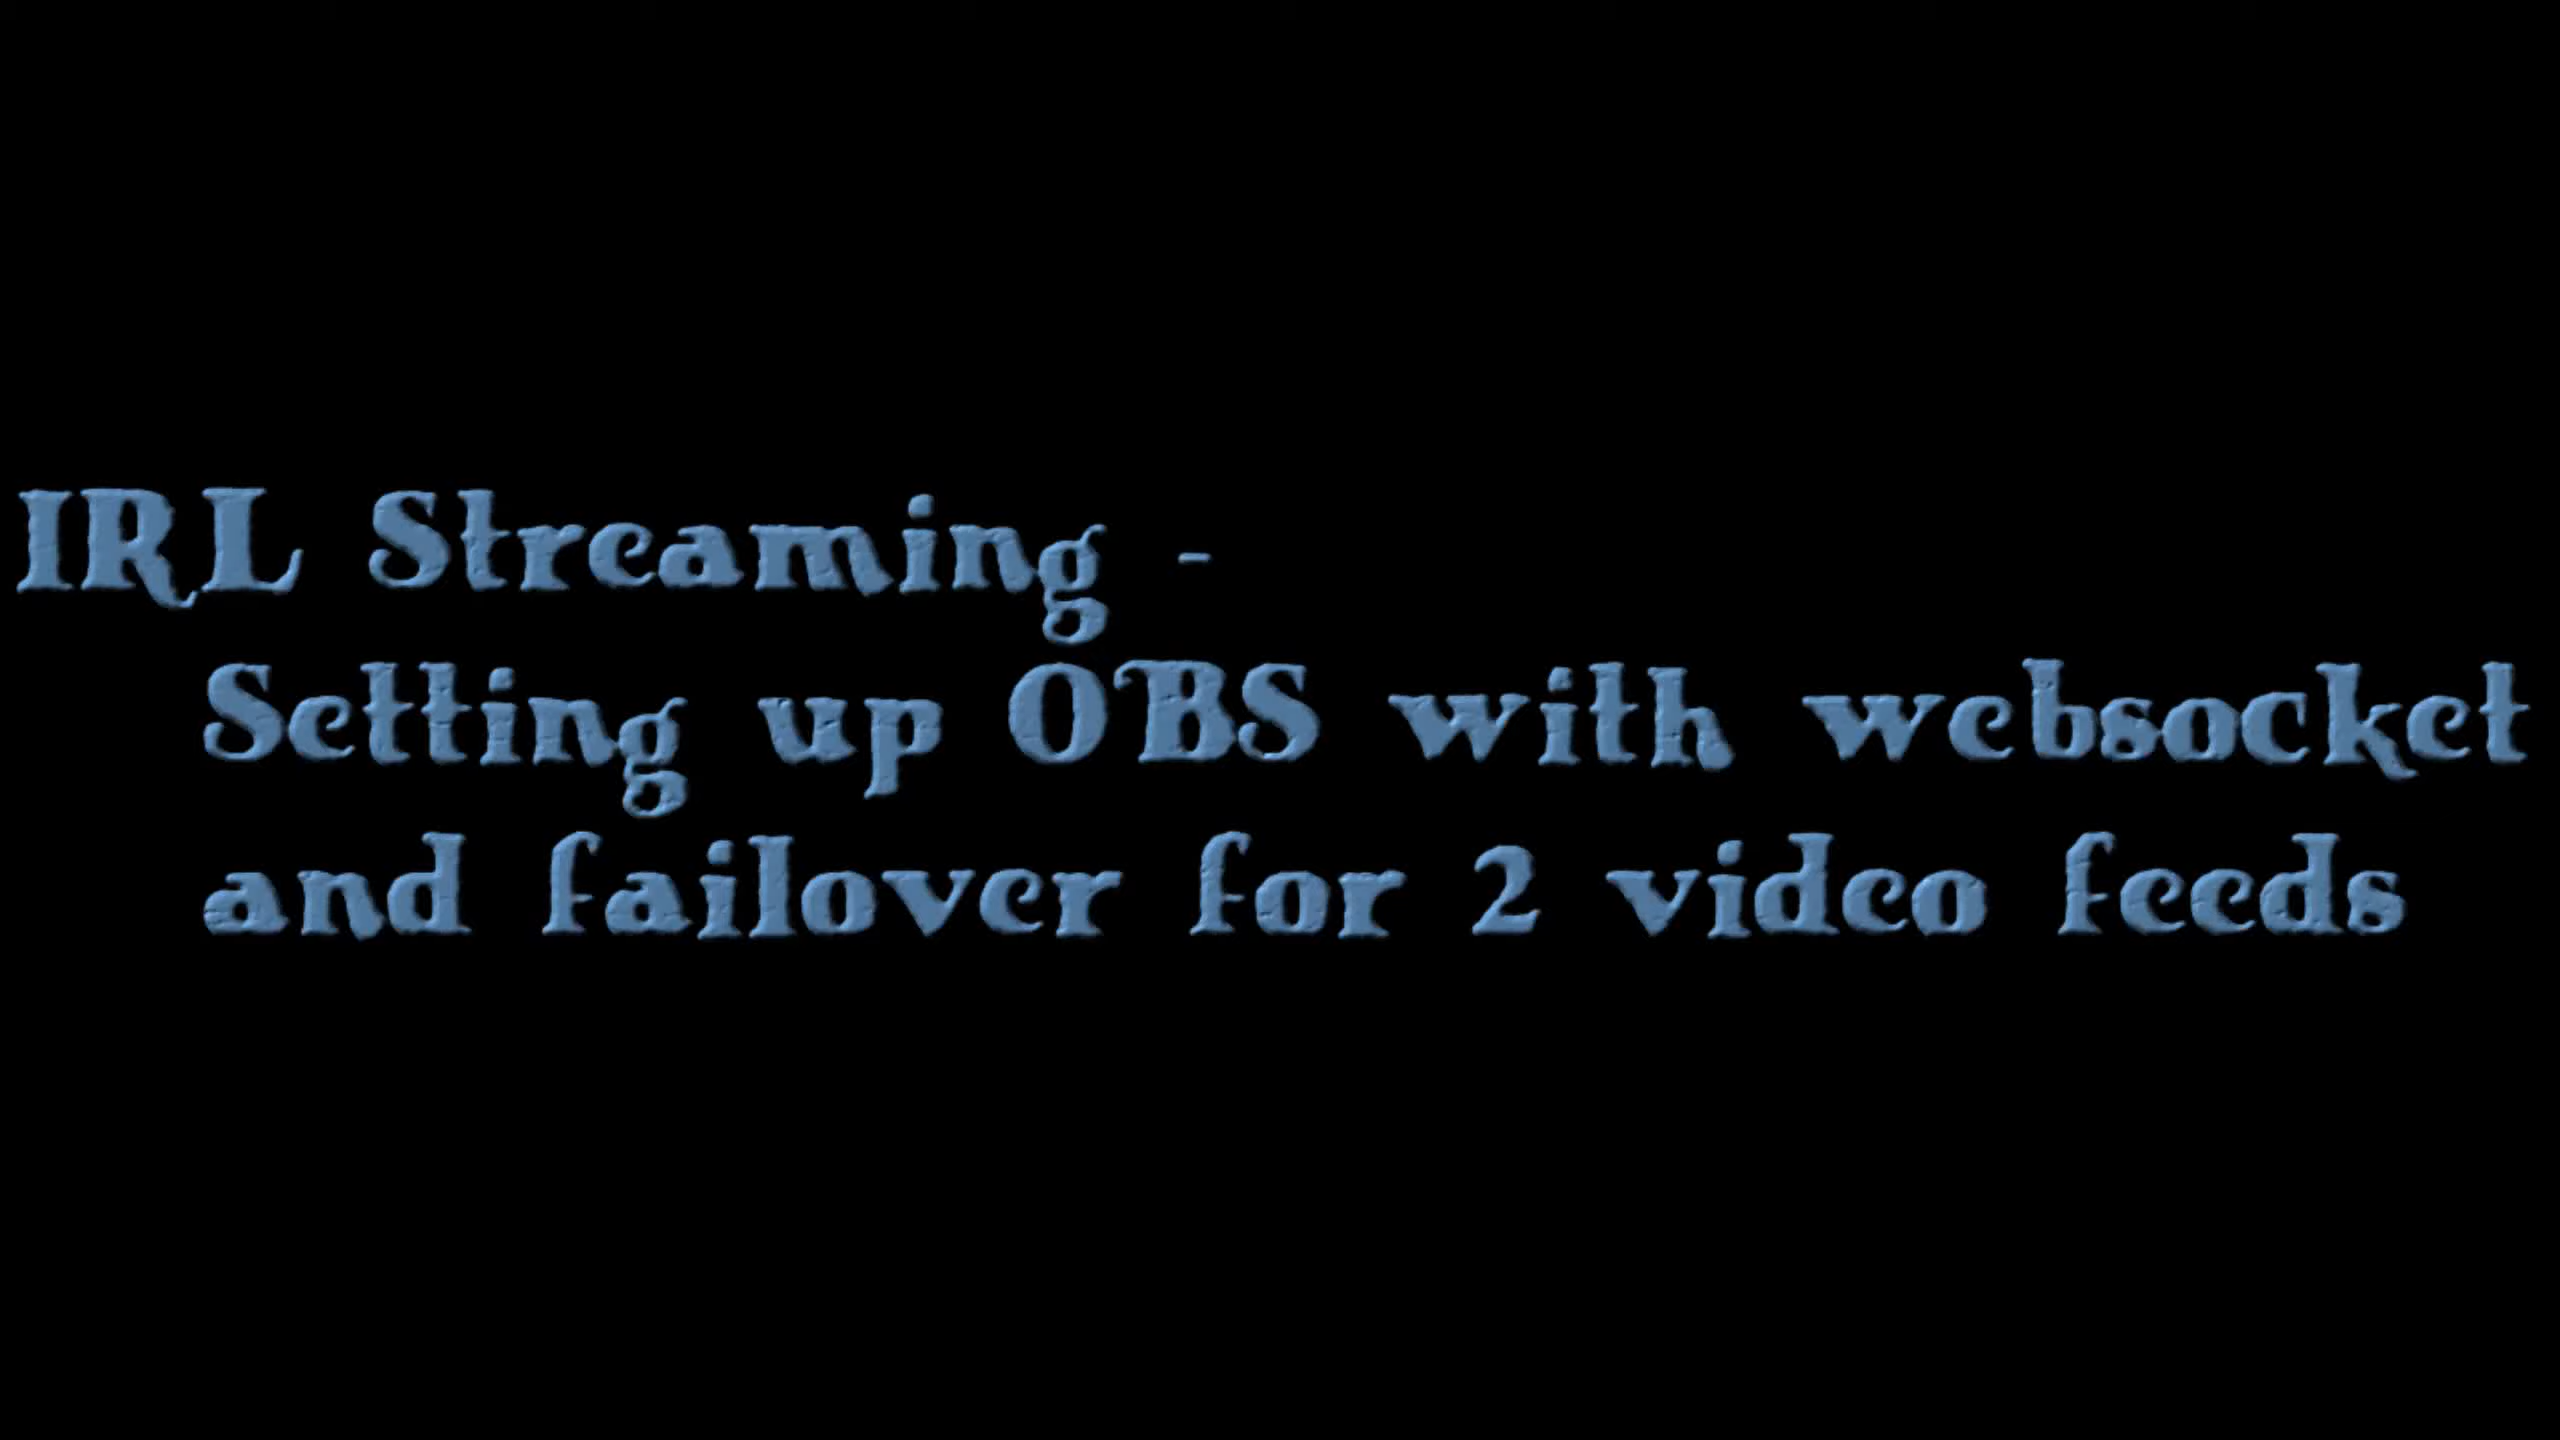 IRL Streaming -
Setting up OBS with websocket
and failover for 2 video feeds